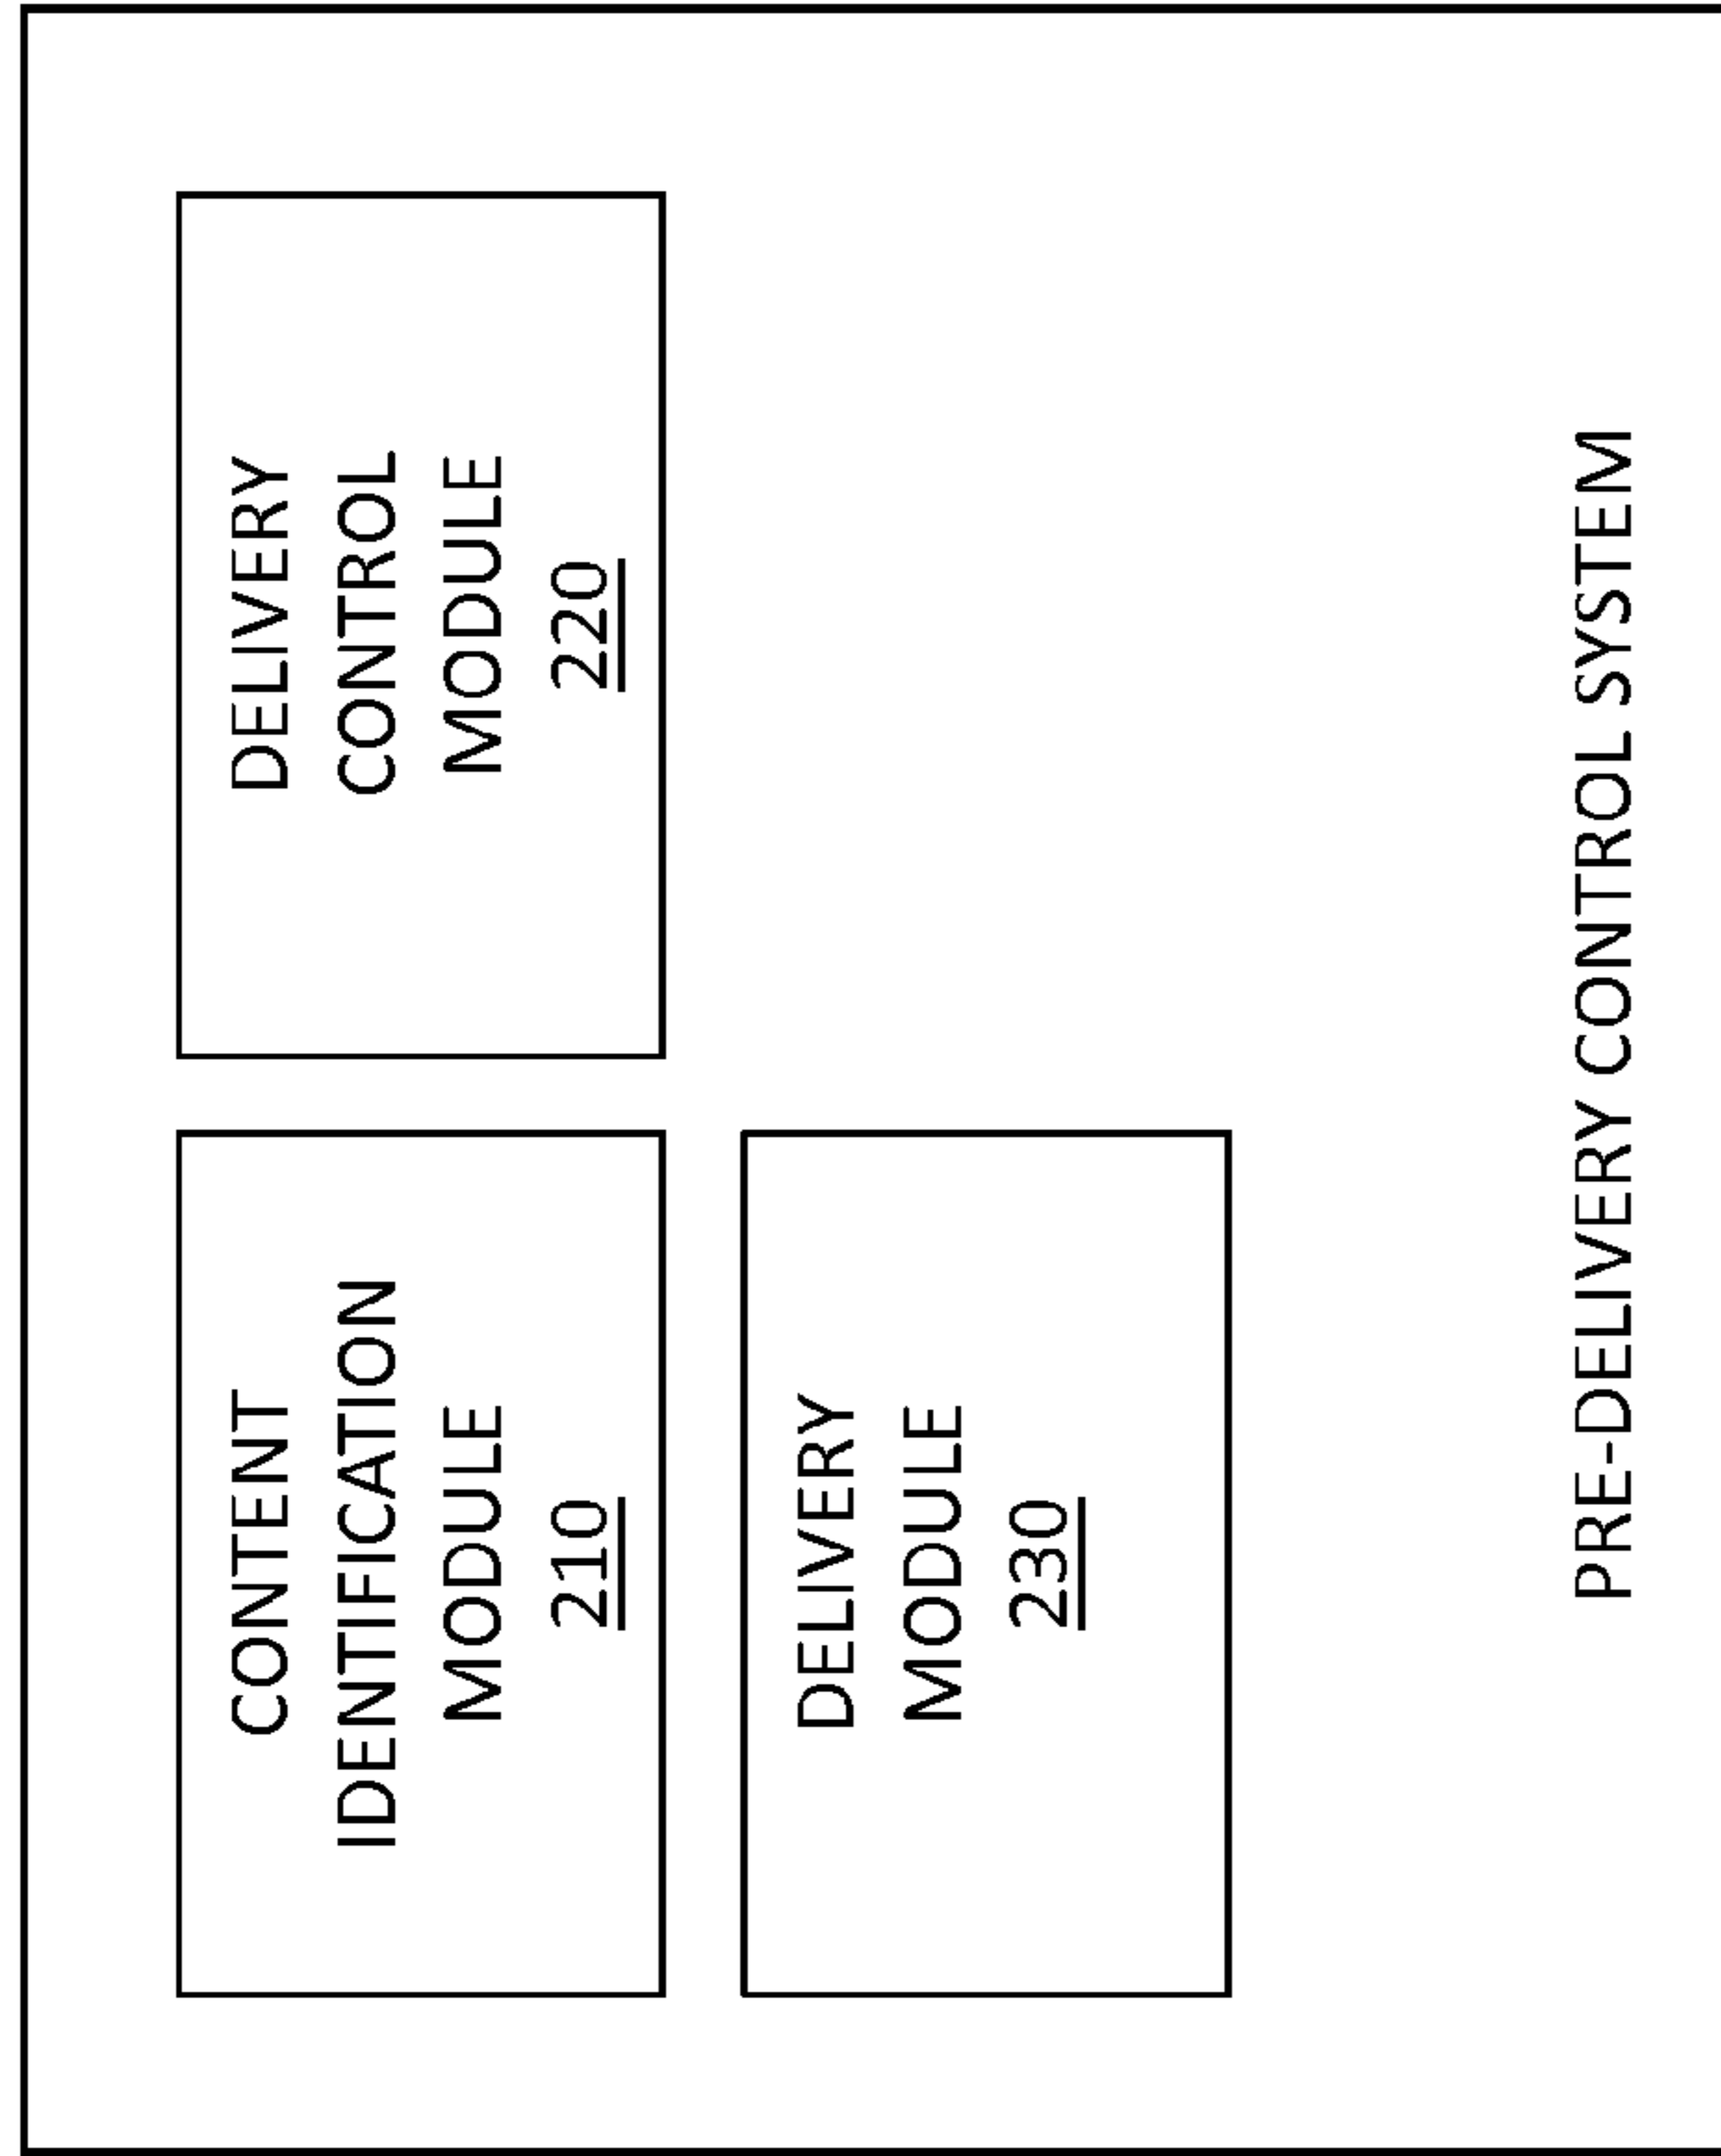 CONTENT
IDENTIFICATION
MODULE
210
DELIVERY
CONTROL
MODULE
220
DELIVERY
MODULE
230
PRE-DELIVERY CONTROL SYSTEM